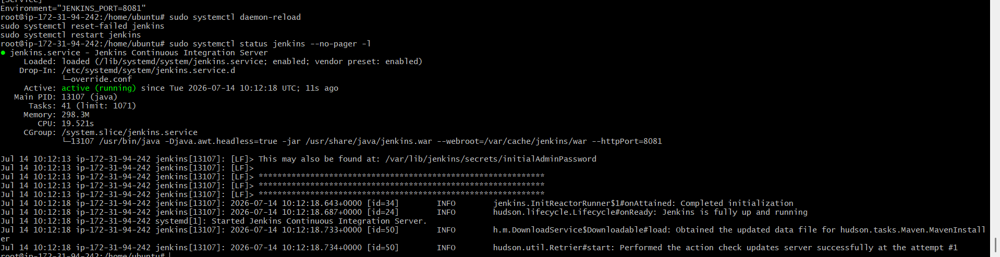 [Service]
Environment="JENKINS_PORT=8081"
root@ip-172-31-94-242:/home/ubuntu# sudo systemctl daemon-reload
sudo systemctl reset-failed jenkins
sudo systemctl restart jenkins
root@ip-172-31-94-242:/home/ubuntu# sudo systemctl status jenkins --no-pager -l
● jenkins.service - Jenkins Continuous Integration Server
     Loaded: loaded (/lib/systemd/system/jenkins.service; enabled; vendor preset: enabled)
    Drop-In: /etc/systemd/system/jenkins.service.d
             └─override.conf
     Active: active (running) since Tue 2026-07-14 10:12:18 UTC; 11s ago
   Main PID: 13107 (java)
      Tasks: 41 (limit: 1071)
     Memory: 298.3M
        CPU: 19.521s
     CGroup: /system.slice/jenkins.service
             └─13107 /usr/bin/java -Djava.awt.headless=true -jar /usr/share/java/jenkins.war --webroot=/var/cache/jenkins/war --httpPort=8081

Jul 14 10:12:13 ip-172-31-94-242 jenkins[13107]: [LF]> This may also be found at: /var/lib/jenkins/secrets/initialAdminPassword
Jul 14 10:12:13 ip-172-31-94-242 jenkins[13107]: [LF]>
Jul 14 10:12:13 ip-172-31-94-242 jenkins[13107]: [LF]> *************************************************************
Jul 14 10:12:13 ip-172-31-94-242 jenkins[13107]: [LF]> *************************************************************
Jul 14 10:12:13 ip-172-31-94-242 jenkins[13107]: [LF]> *************************************************************
Jul 14 10:12:18 ip-172-31-94-242 jenkins[13107]: 2026-07-14 10:12:18.643+0000 [id=34]        INFO        jenkins.InitReactorRunner$1#onAttained: Completed initialization
Jul 14 10:12:18 ip-172-31-94-242 jenkins[13107]: 2026-07-14 10:12:18.687+0000 [id=24]        INFO        hudson.lifecycle.Lifecycle#onReady: Jenkins is fully up and running
Jul 14 10:12:18 ip-172-31-94-242 systemd[1]: Started Jenkins Continuous Integration Server.
Jul 14 10:12:18 ip-172-31-94-242 jenkins[13107]: 2026-07-14 10:12:18.733+0000 [id=50]        INFO        h.m.DownloadService$Downloadable#load: Obtained the updated data file for hudson.tasks.Maven.MavenInstall
er
Jul 14 10:12:18 ip-172-31-94-242 jenkins[13107]: 2026-07-14 10:12:18.734+0000 [id=50]        INFO        hudson.util.Retrier#start: Performed the action check updates server successfully at the attempt #1
root@ip-172-31-94-242:/home/ubuntu#